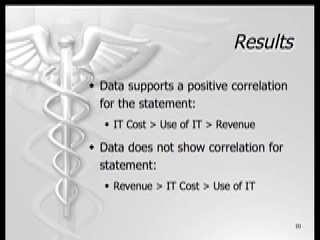 Results
Data supports a positive correlation
for the statement:
IT Cost > Use of IT > Revenue
Data does not show correlation for
statement:
Revenue > IT Cost > Use of IT
10